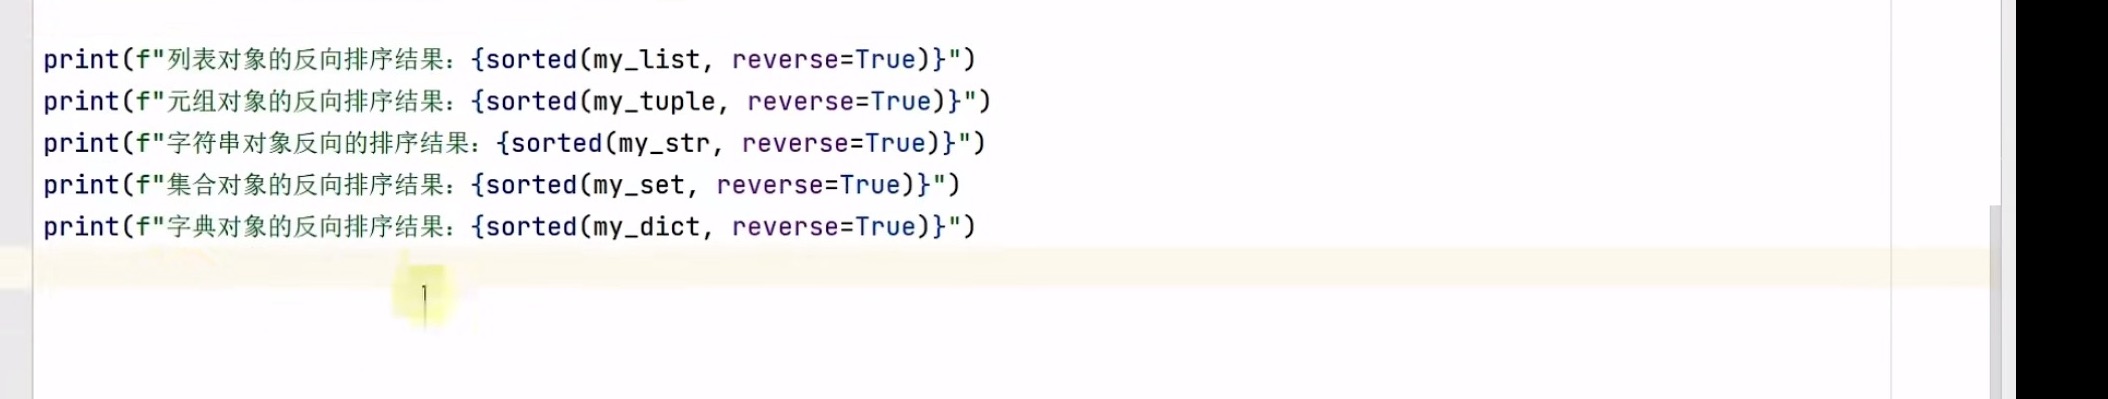 print(f"列表对象的反向排序结果：{sorted(my_list, reverse=True)}")
print(f"元组对象的反向排序结果：{sorted(my_tuple, reverse=True)}")
print(f"字符串对象反向的排序结果：{sorted(my_str, reverse=True)}")
print(f"集合对象的反向排序结果：{sorted(my_set, reverse=True)}")
print(f"字典对象的反向排序结果：{sorted(my_dict, reverse=True)}")